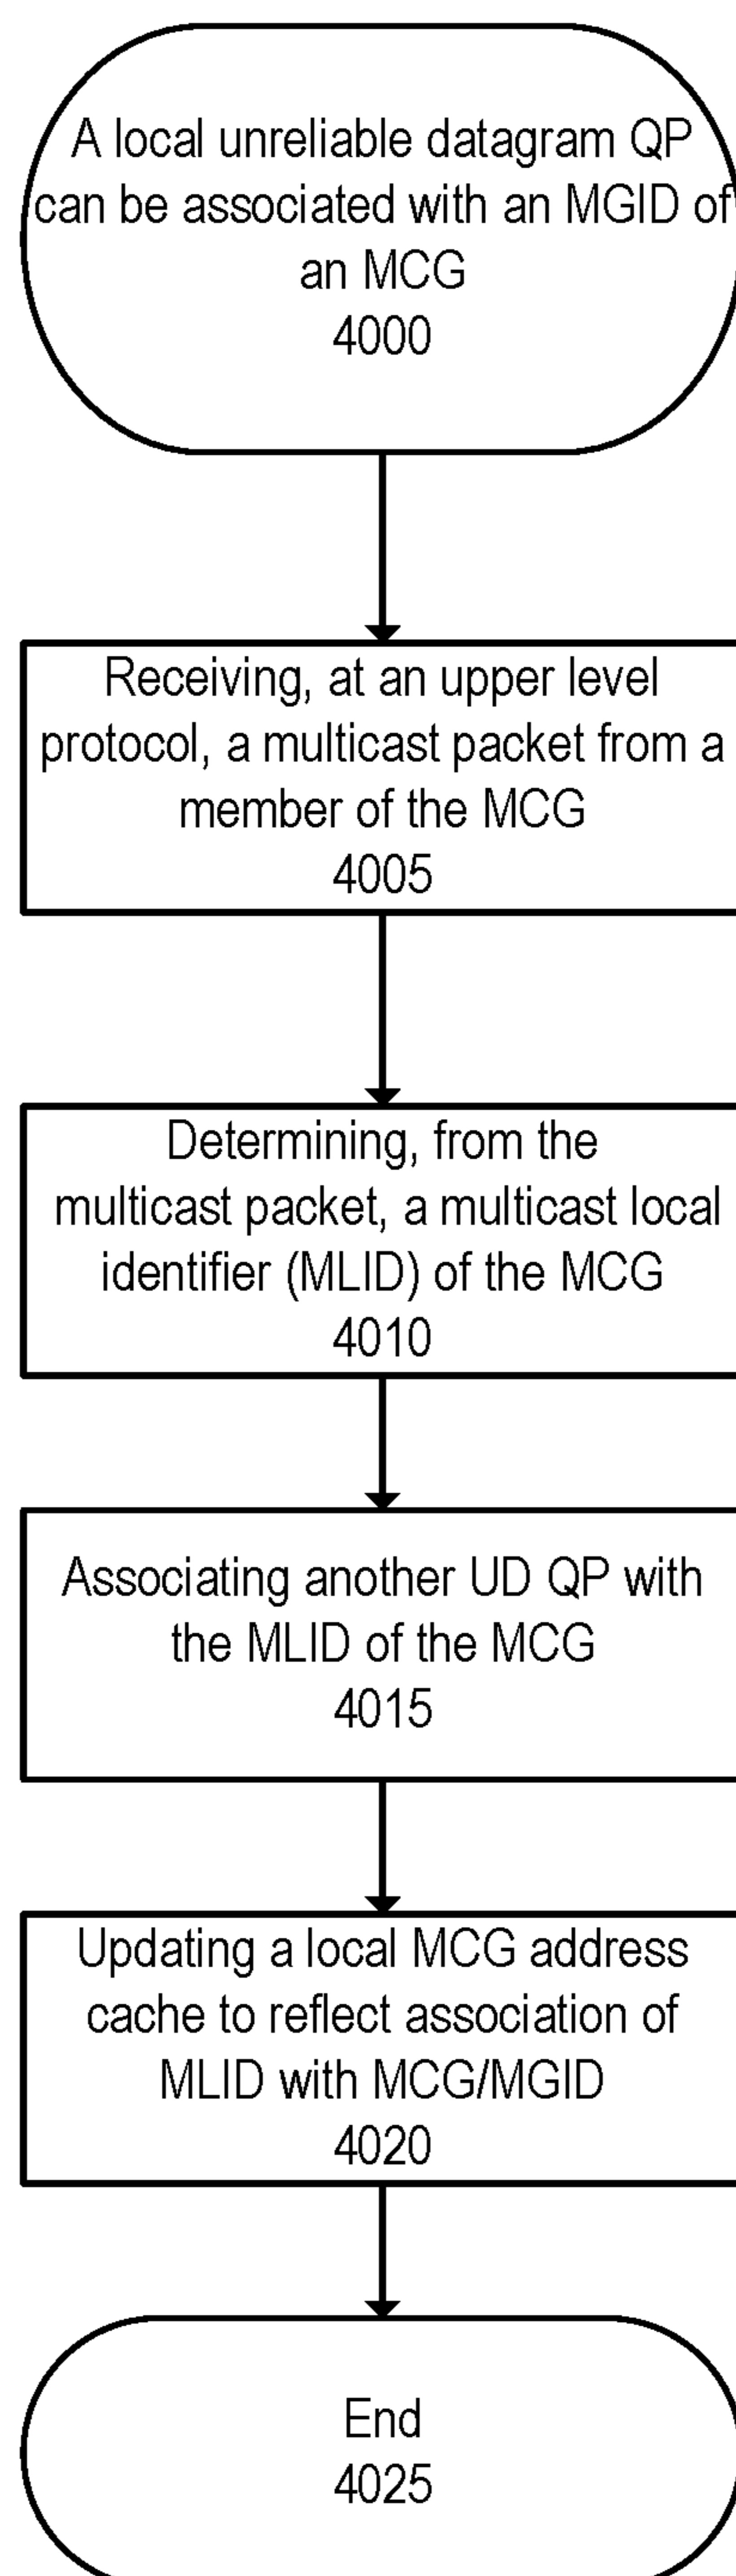 A local unreliable datagram QP
can be associated with an MGID of
an MCG
4000
Receiving, at an upper level
protocol, a multicast packet from a
member of the MCG
4005
Determining, from the
multicast packet, a multicast local
identifier (MLID) of the MCG
4010
Associating another UD QP with
the MLID of the MCG
4015
Updating a local MCG address
cache to reflect association of
MLID with MCG/MGID
4020
End
4025